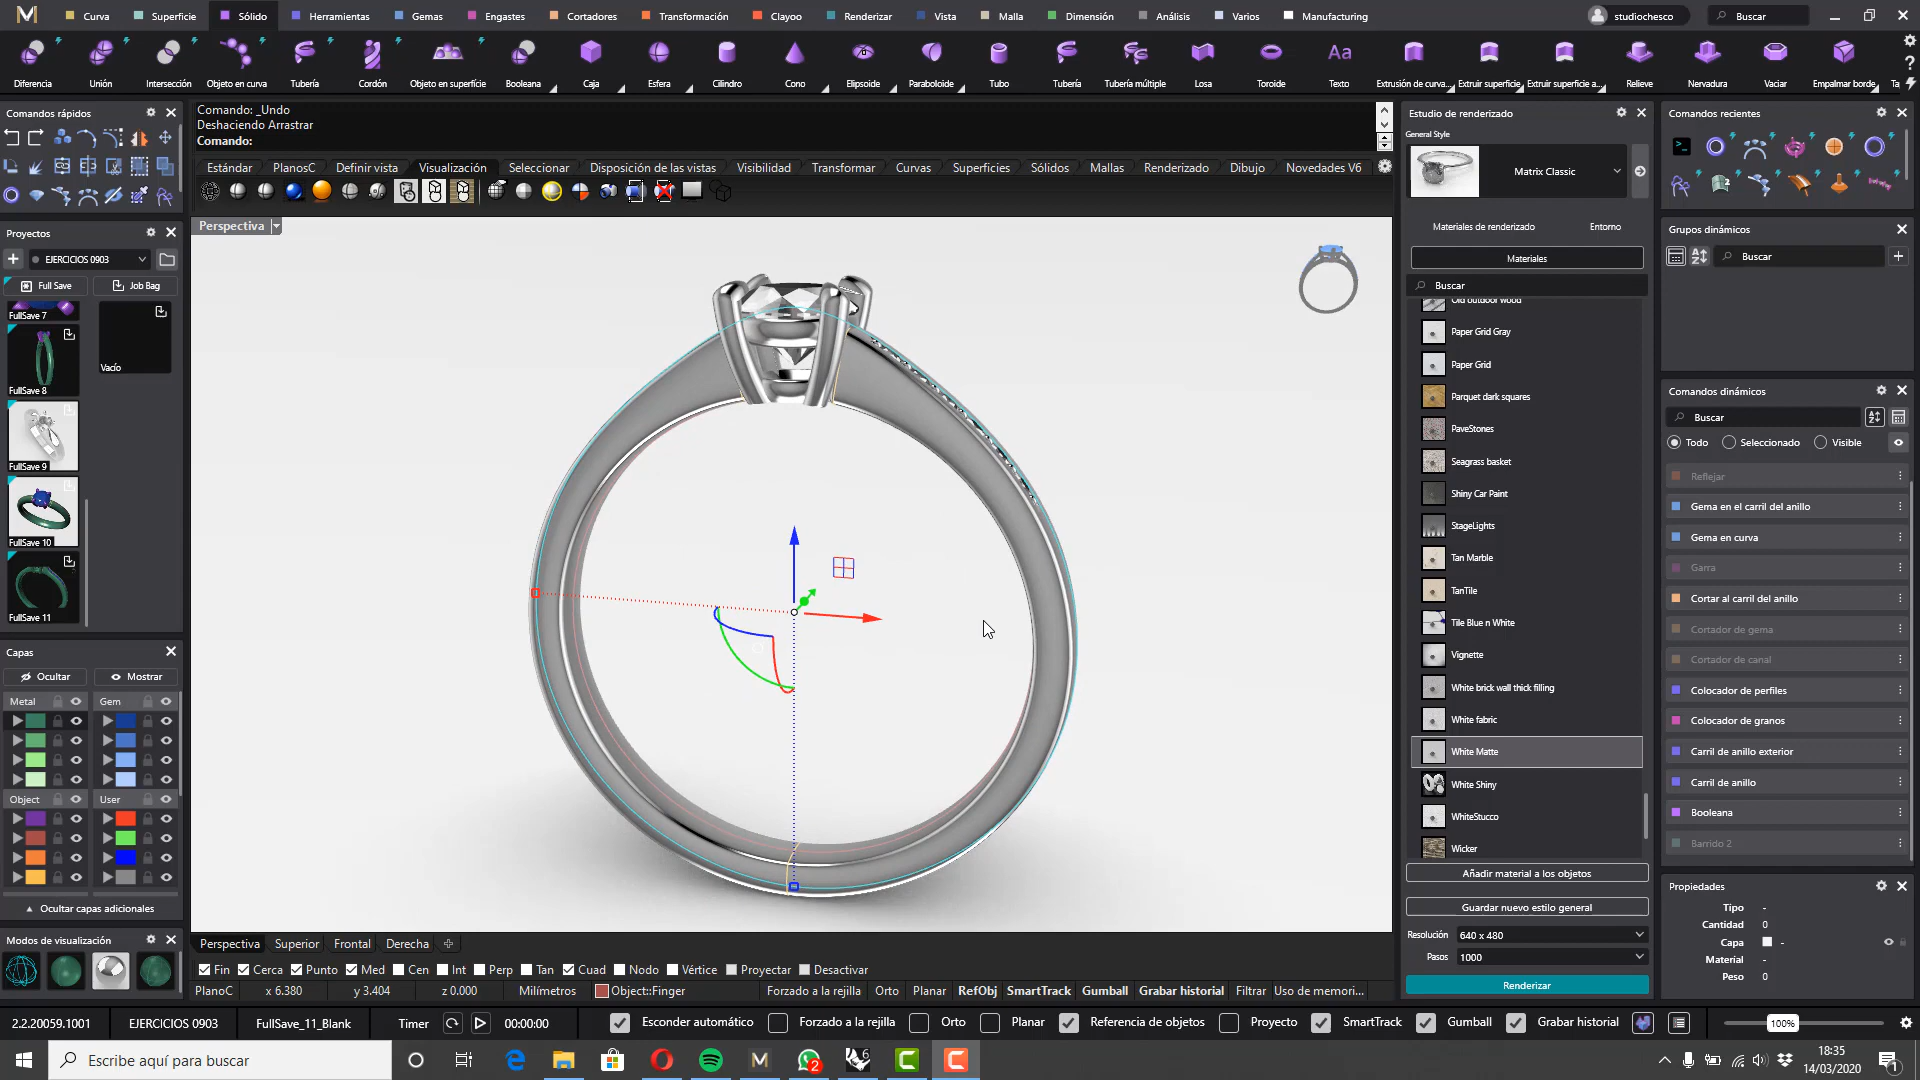 Curva
Superficie
Sólido
Herramientas
Gemas
Engastes
Cortadores
Transformación
Clayoo
Renderizar
Vista
Malla
Dimensión
Análisis
Varios
Manufacturing
studiochesco
Buscar
Diferencia
Unión
Intersección
Objeto en curva
Tubería
Cordón
Objeto en superficie
Booleana
Caja
Esfera
Cilindro
Cono
Elipsoide
Paraboloide
Tubo
Tubería
Tubería múltiple
Losa
Toroide
Texto
Extrusión de curva...
Extruir superficie
Extruir superficie a...
Relieve
Nervadura
Vaciar
Empalmar borde
Comandos rápidos
Comando: _Undo
Deshaciendo Arrastrar
Comando:
Estándar
PlanosC
Definir vista
Visualización
Seleccionar
Disposición de las vistas
Visibilidad
Transformar
Curvas
Superficies
Sólidos
Mallas
Renderizado
Dibujo
Novedades V6
Perspectiva
Proyectos
EJERCICIOS 0903
Full Save
Job Bag
FullSave 7
FullSave 8
Vacío
FullSave 9
FullSave 10
FullSave 11
Capas
Ocultar
Mostrar
Metal
Gem
Object
User
Ocultar capas adicionales
Modos de visualización
Estudio de renderizado
General Style
Matrix Classic
Materiales de renderizado
Entorno
Materiales
Buscar
Old outdoor wood
Paper Grid Gray
Paper Grid
Parquet dark squares
PaveStones
Seagrass basket
Shiny Car Paint
StageLights
Tan Marble
TanTile
Tile Blue n White
Vignette
White brick wall thick filling
White fabric
White Matte
White Shiny
WhiteStucco
Wicker
Añadir material a los objetos
Guardar nuevo estilo general
Resolución
640 x 480
Pasos
1000
Renderizar
Comandos recientes
Grupos dinámicos
Buscar
Comandos dinámicos
Buscar
Todo
Seleccionado
Visible
Reflejar
Gema en el carril del anillo
Gema en curva
Garra
Cortar al carril del anillo
Cortador de gema
Cortador de canal
Colocador de perfiles
Colocador de granos
Carril de anillo exterior
Carril de anillo
Booleana
Barrido 2
Propiedades
Tipo -
Cantidad 0
Capa -
Material -
Peso 0
Perspectiva
Superior
Frontal
Derecha
Fin
Cerca
Punto
Med
Cen
Int
Perp
Tan
Cuad
Nodo
Vértice
Proyectar
Desactivar
PlanoC
x 6.380
y 3.404
z 0.000
Milímetros
Object::Finger
Forzado a la rejilla
Orto
Planar
RefObj
SmartTrack
Gumball
Grabar historial
Filtrar
Uso de memori...
2.2.20059.1001
EJERCICIOS 0903
FullSave_11_Blank
Timer
00:00:00
Esconder automático
Forzado a la rejilla
Orto
Planar
Referencia de objetos
Proyecto
SmartTrack
Gumball
Grabar historial
100%
Escribe aquí para buscar
18:35
14/03/2020